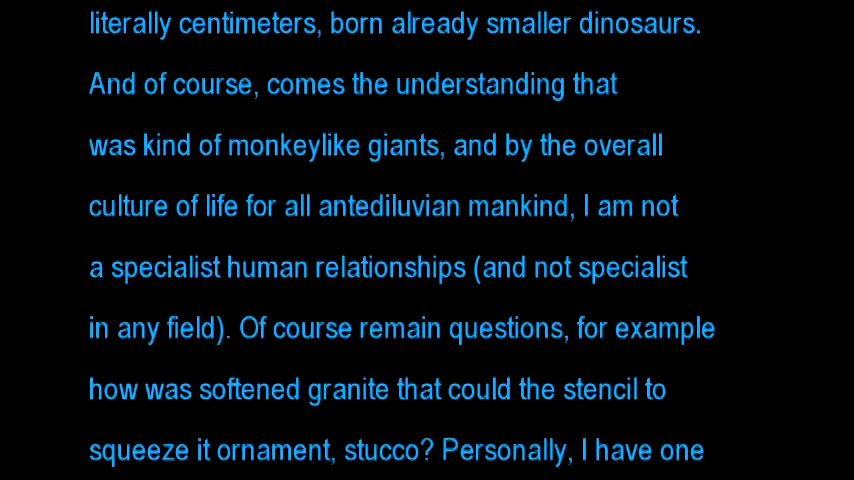 literally centimeters, born already smaller dinosaurs.
And of course, comes the understanding that
was kind of monkeylike giants, and by the overall
culture of life for all antediluvian mankind, I am not
a specialist human relationships (and not specialist
in any field). Of course remain questions, for example
how was softened granite that could the stencil to
squeeze it ornament, stucco? Personally, I have one